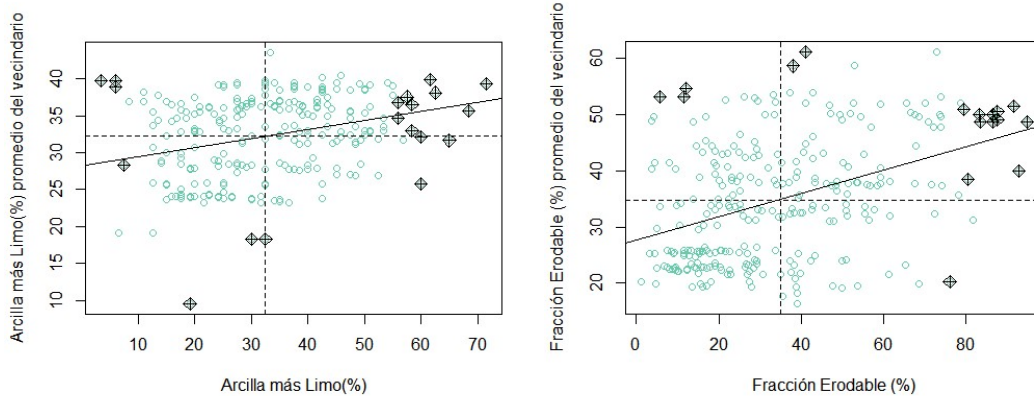 Arcilla más Limo(%) promedio del vecindario
40
35
30
25
20
15
10
10 20 30 40 50 60 70
Arcilla más Limo(%)
Fracción Erodable (%) promedio del vecindario
60
50
40
30
20
0 20 40 60 80
Fracción Erodable (%)